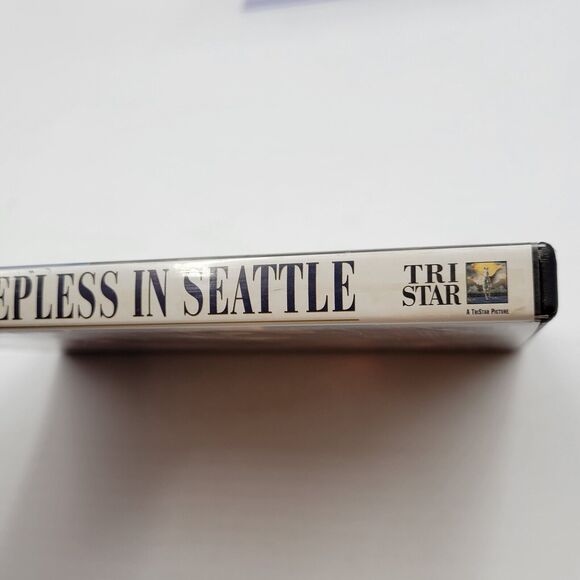 EPLESS IN SEATTLE
TRI
STAR
A TRISTAR PICTURE